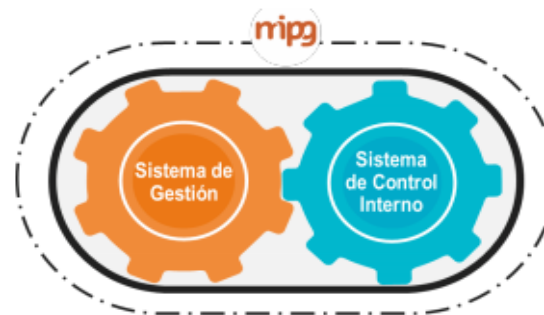 mipg
Sistema de
Gestión
Sistema
de Control
Interno